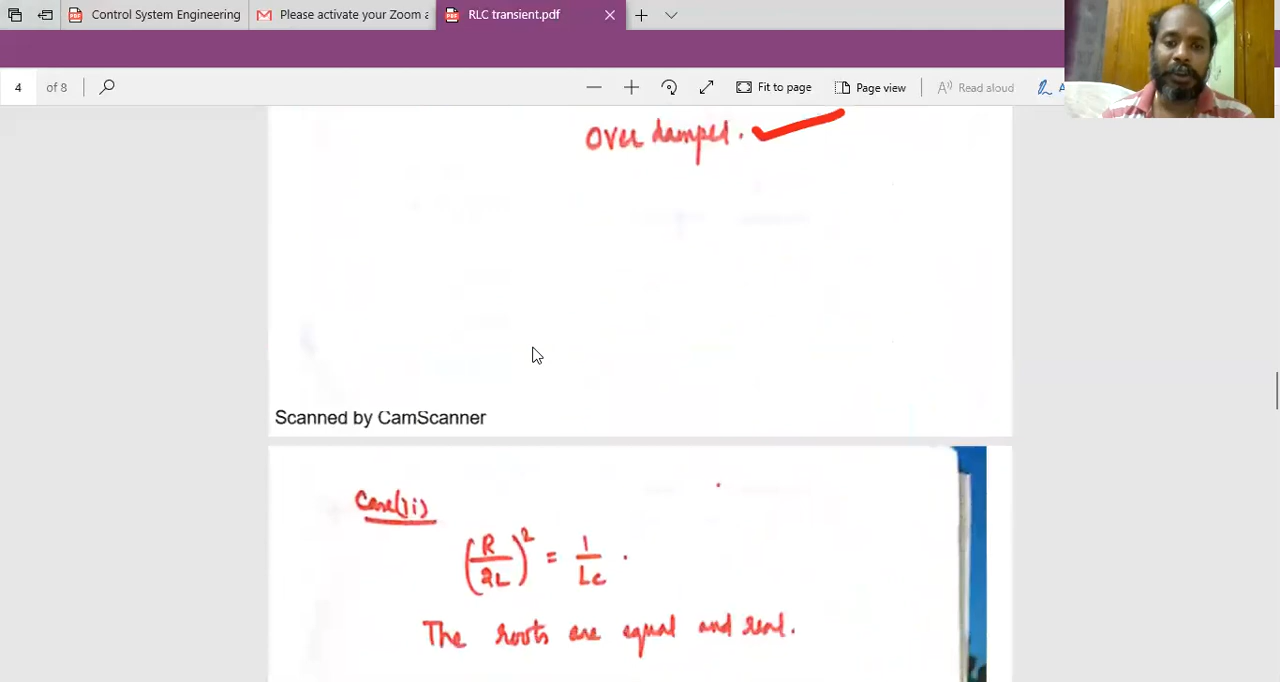 Control System Engineering
Please activate your Zoom a
RLC transient.pdf
4 of 8
Fit to page
Page view
Read aloud
Over damped.
Scanned by CamScanner
Case(ii)
(R/2L)² = 1/LC .
The roots are equal and real.